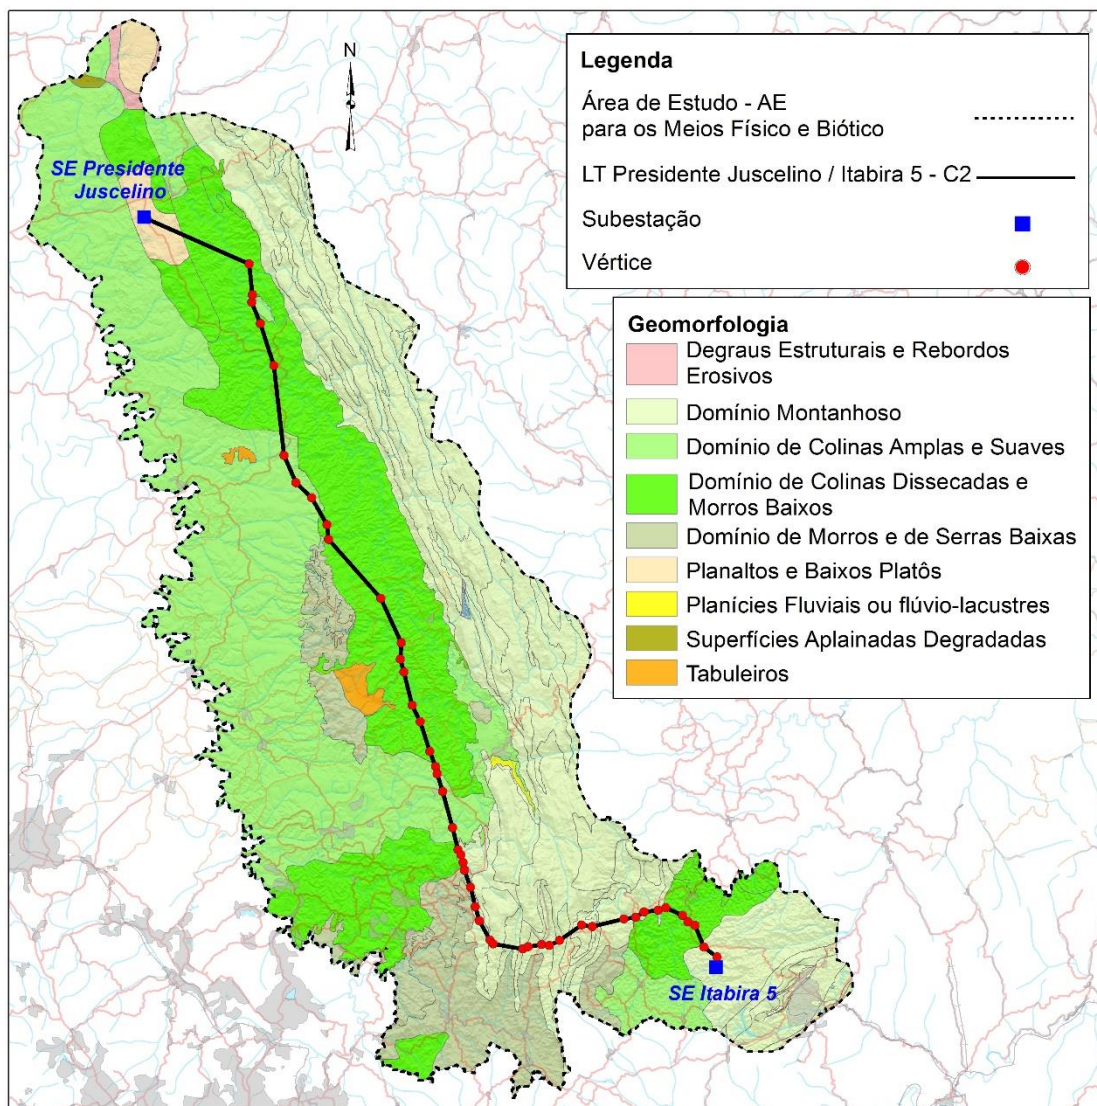 N
SE Presidente
Juscelino
SE Itabira 5
Legenda
Área de Estudo - AE
para os Meios Físico e Biótico
LT Presidente Juscelino / Itabira 5 - C2
Subestação
Vértice
Geomorfologia
Degraus Estruturais e Rebordos
Erosivos
Domínio Montanhoso
Domínio de Colinas Amplas e Suaves
Domínio de Colinas Dissecadas e
Morros Baixos
Domínio de Morros e de Serras Baixas
Planaltos e Baixos Platôs
Planícies Fluviais ou flúvio-lacustres
Superfícies Aplainadas Degradadas
Tabuleiros